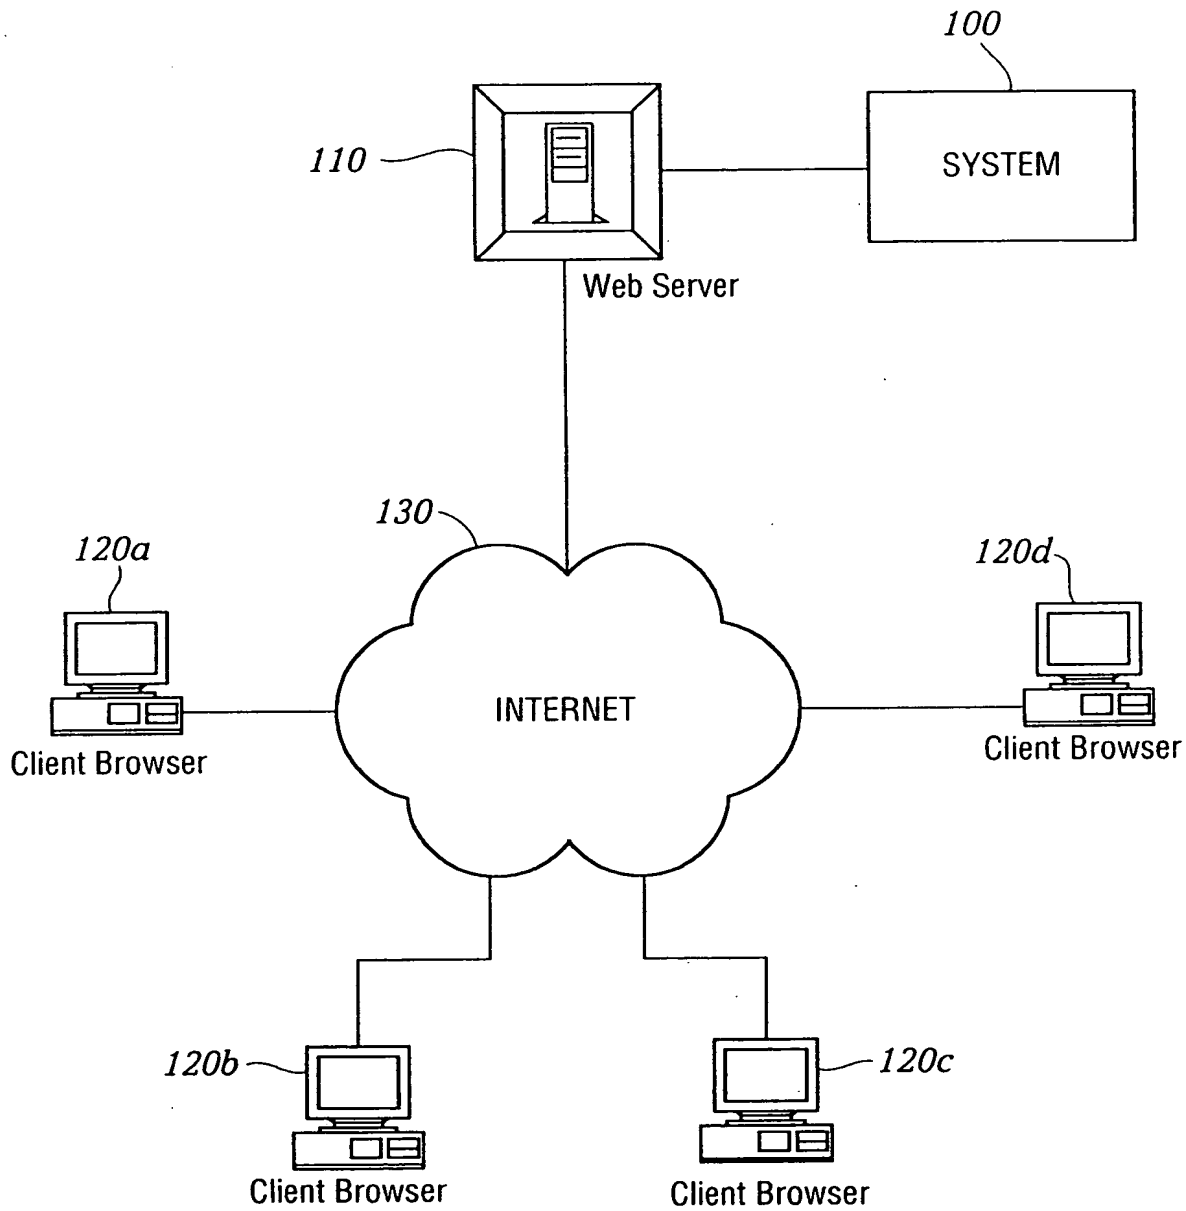 100
110
SYSTEM
Web Server
130
120a
120d
INTERNET
Client Browser
Client Browser
120b
120c
Client Browser
Client Browser